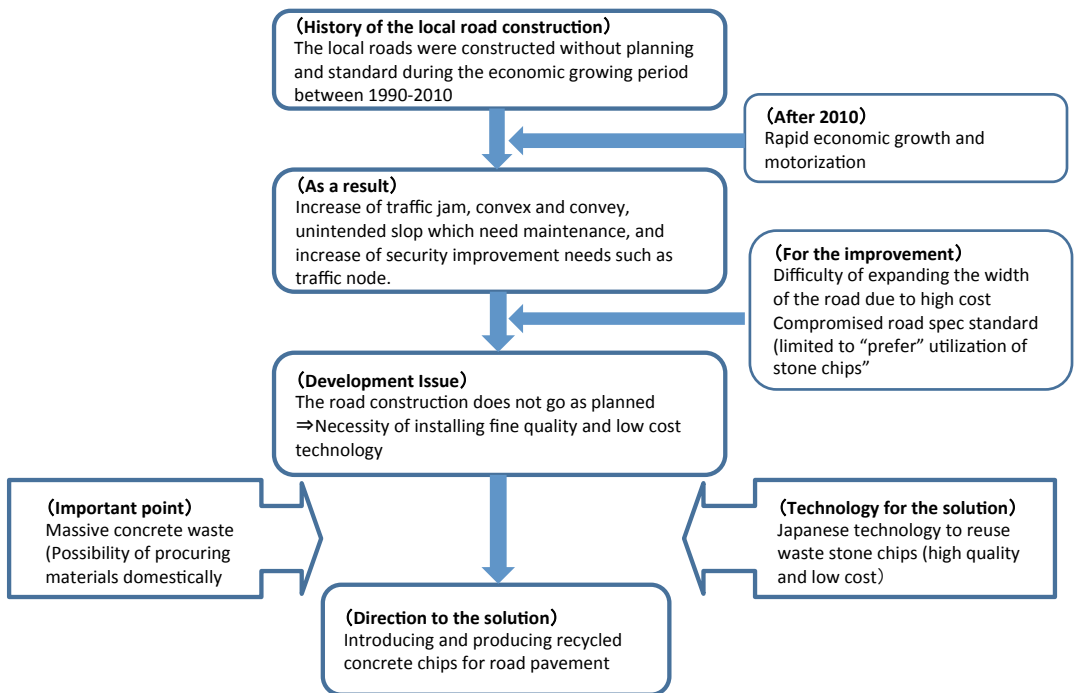 (History of the local road construction)
The local roads were constructed without planning
and standard during the economic growing period
between 1990-2010
(After 2010)
Rapid economic growth and
motorization
(As a result)
Increase of traffic jam, convex and convey,
unintended slop which need maintenance, and
increase of security improvement needs such as
traffic node.
(For the improvement)
Difficulty of expanding the width
of the road due to high cost
Compromised road spec standard
(limited to “prefer” utilization of
stone chips”
(Development Issue)
The road construction does not go as planned
⇒Necessity of installing fine quality and low cost
technology
(Important point)
Massive concrete waste
(Possibility of procuring
materials domestically
(Technology for the solution)
Japanese technology to reuse
waste stone chips (high quality
and low cost)
(Direction to the solution)
Introducing and producing recycled
concrete chips for road pavement